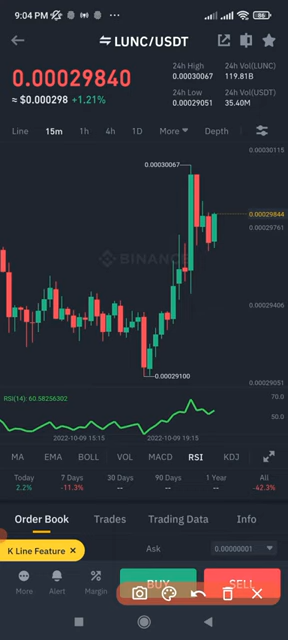 9:04 PM
86
LUNC/USDT
0.00029840
≈ $0.000298 +1.21%
24h High
0.00030067
24h Vol(LUNC)
119.81B
24h Low
0.00029051
24h Vol(USDT)
35.40M
Line 15m 1h 4h 1D More Depth
0.00030115
0.00030067
0.00029844
0.00029761
BINANCE
0.00029406
0.00029100
0.00029051
RSI(14): 60.58256302
70.0
50.0
2022-10-09 15:15 2022-10-09 19:15
MA EMA BOLL VOL MACD RSI KDJ
Today 7 Days 30 Days 90 Days 1 Year All
2.2% -11.3% -- -- -- -42.3%
Order Book Trades Trading Data Info
K Line Feature ×
Ask 0.00000001
More Alert Margin
BUY SELL